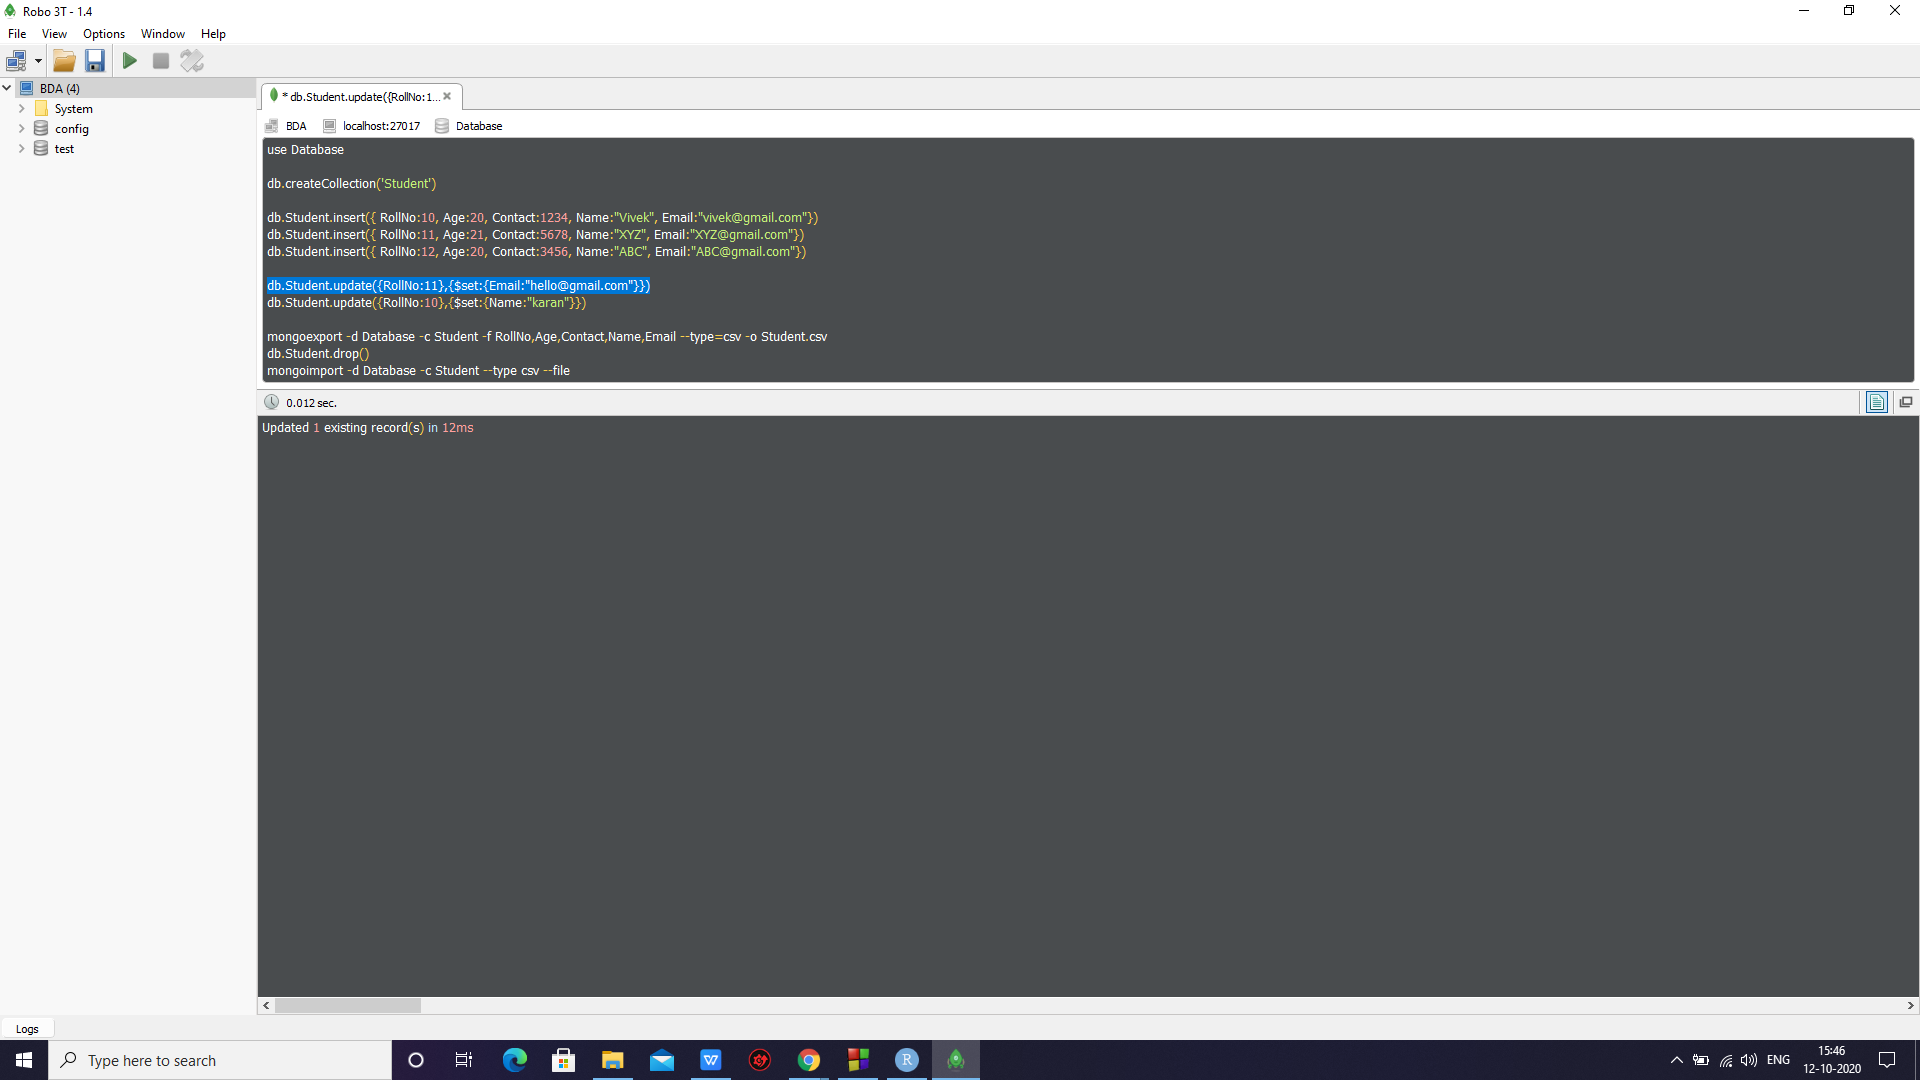 Robo 3T - 1.4
File View Options Window Help
BDA (4)
System
config
test
* db.Student.update({RollNo:1...
BDA localhost:27017 Database
use Database
db.createCollection('Student')
db.Student.insert({ RollNo:10, Age:20, Contact:1234, Name:"Vivek", Email:"vivek@gmail.com"})
db.Student.insert({ RollNo:11, Age:21, Contact:5678, Name:"XYZ", Email:"XYZ@gmail.com"})
db.Student.insert({ RollNo:12, Age:20, Contact:3456, Name:"ABC", Email:"ABC@gmail.com"})
db.Student.update({RollNo:11},{$set:{Email:"hello@gmail.com"}})
db.Student.update({RollNo:10},{$set:{Name:"karan"}})
mongoexport -d Database -c Student -f RollNo,Age,Contact,Name,Email --type=csv -o Student.csv
db.Student.drop()
mongoimport -d Database -c Student --type csv --file
0.012 sec.
Updated 1 existing record(s) in 12ms
Logs
Type here to search
W
R
ENG
15:46
12-10-2020